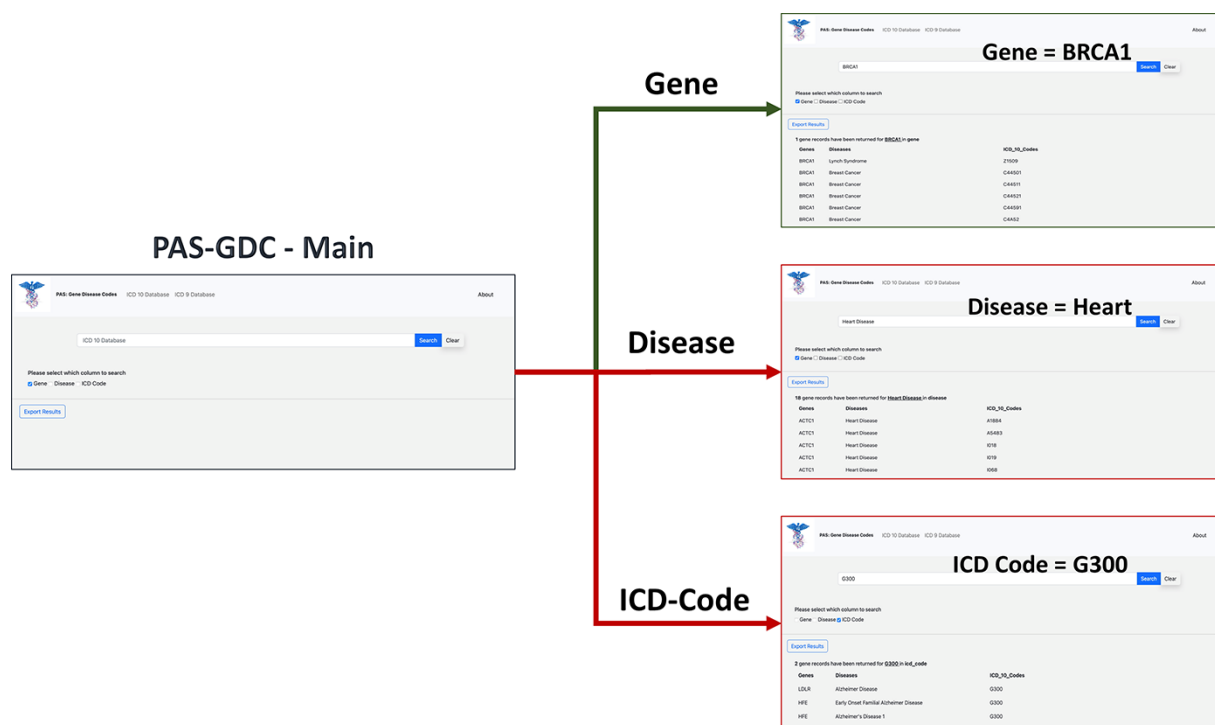 PAS-GDC - Main
PAS: Gene Disease Codes ICD 10 Database ICD 9 Database About
ICD 10 Database Search Clear
Please select which column to search
Gene Disease ICD Code
Export Results
Gene
Disease
ICD-Code
PAS: Gene Disease Codes ICD 10 Database ICD 9 Database About
Gene = BRCA1
BRCA1 Search Clear
Please select which column to search
Gene Disease ICD Code
Export Results
1 gene records have been returned for BRCA1 in gene
Genes Diseases ICD_10_Codes
BRCA1 Lynch Syndrome Z1509
BRCA1 Breast Cancer C44501
BRCA1 Breast Cancer C44511
BRCA1 Breast Cancer C44521
BRCA1 Breast Cancer C44591
BRCA1 Breast Cancer C4A52
PAS: Gene Disease Codes ICD 10 Database ICD 9 Database About
Disease = Heart
Heart Disease Search Clear
Please select which column to search
Gene Disease ICD Code
Export Results
18 gene records have been returned for Heart Disease in disease
Genes Diseases ICD_10_Codes
ACTC1 Heart Disease A1884
ACTC1 Heart Disease A5483
ACTC1 Heart Disease I018
ACTC1 Heart Disease I019
ACTC1 Heart Disease I068
PAS: Gene Disease Codes ICD 10 Database ICD 9 Database About
ICD Code = G300
G300 Search Clear
Please select which column to search
Gene Disease ICD Code
Export Results
2 gene records have been returned for G300 in icd_code
Genes Diseases ICD_10_Codes
LDLR Alzheimer Disease G300
HFE Early Onset Familial Alzheimer Disease G300
HFE Alzheimer's Disease 1 G300